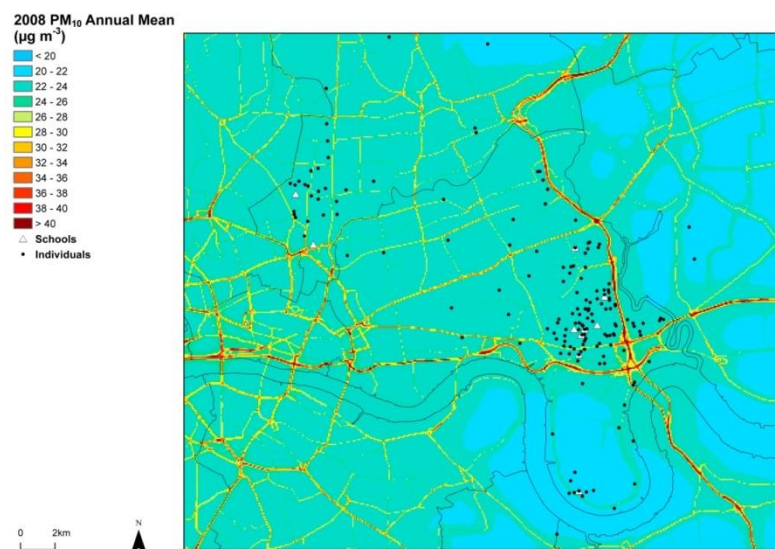 2008 PM₁₀ Annual Mean
(µg m⁻³)
< 20
20 - 22
22 - 24
24 - 26
26 - 28
28 - 30
30 - 32
32 - 34
34 - 36
36 - 38
38 - 40
> 40
Schools
Individuals
N
0 2km